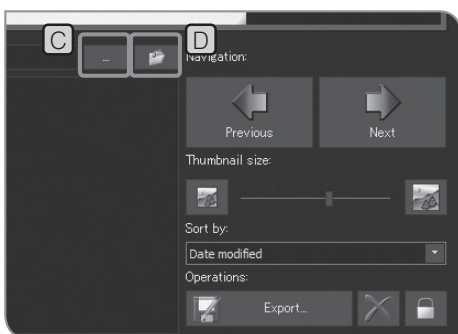 C
D
...
Navigation:
Previous
Next
Thumbnail size:
Sort by:
Date modified
Operations:
Export...